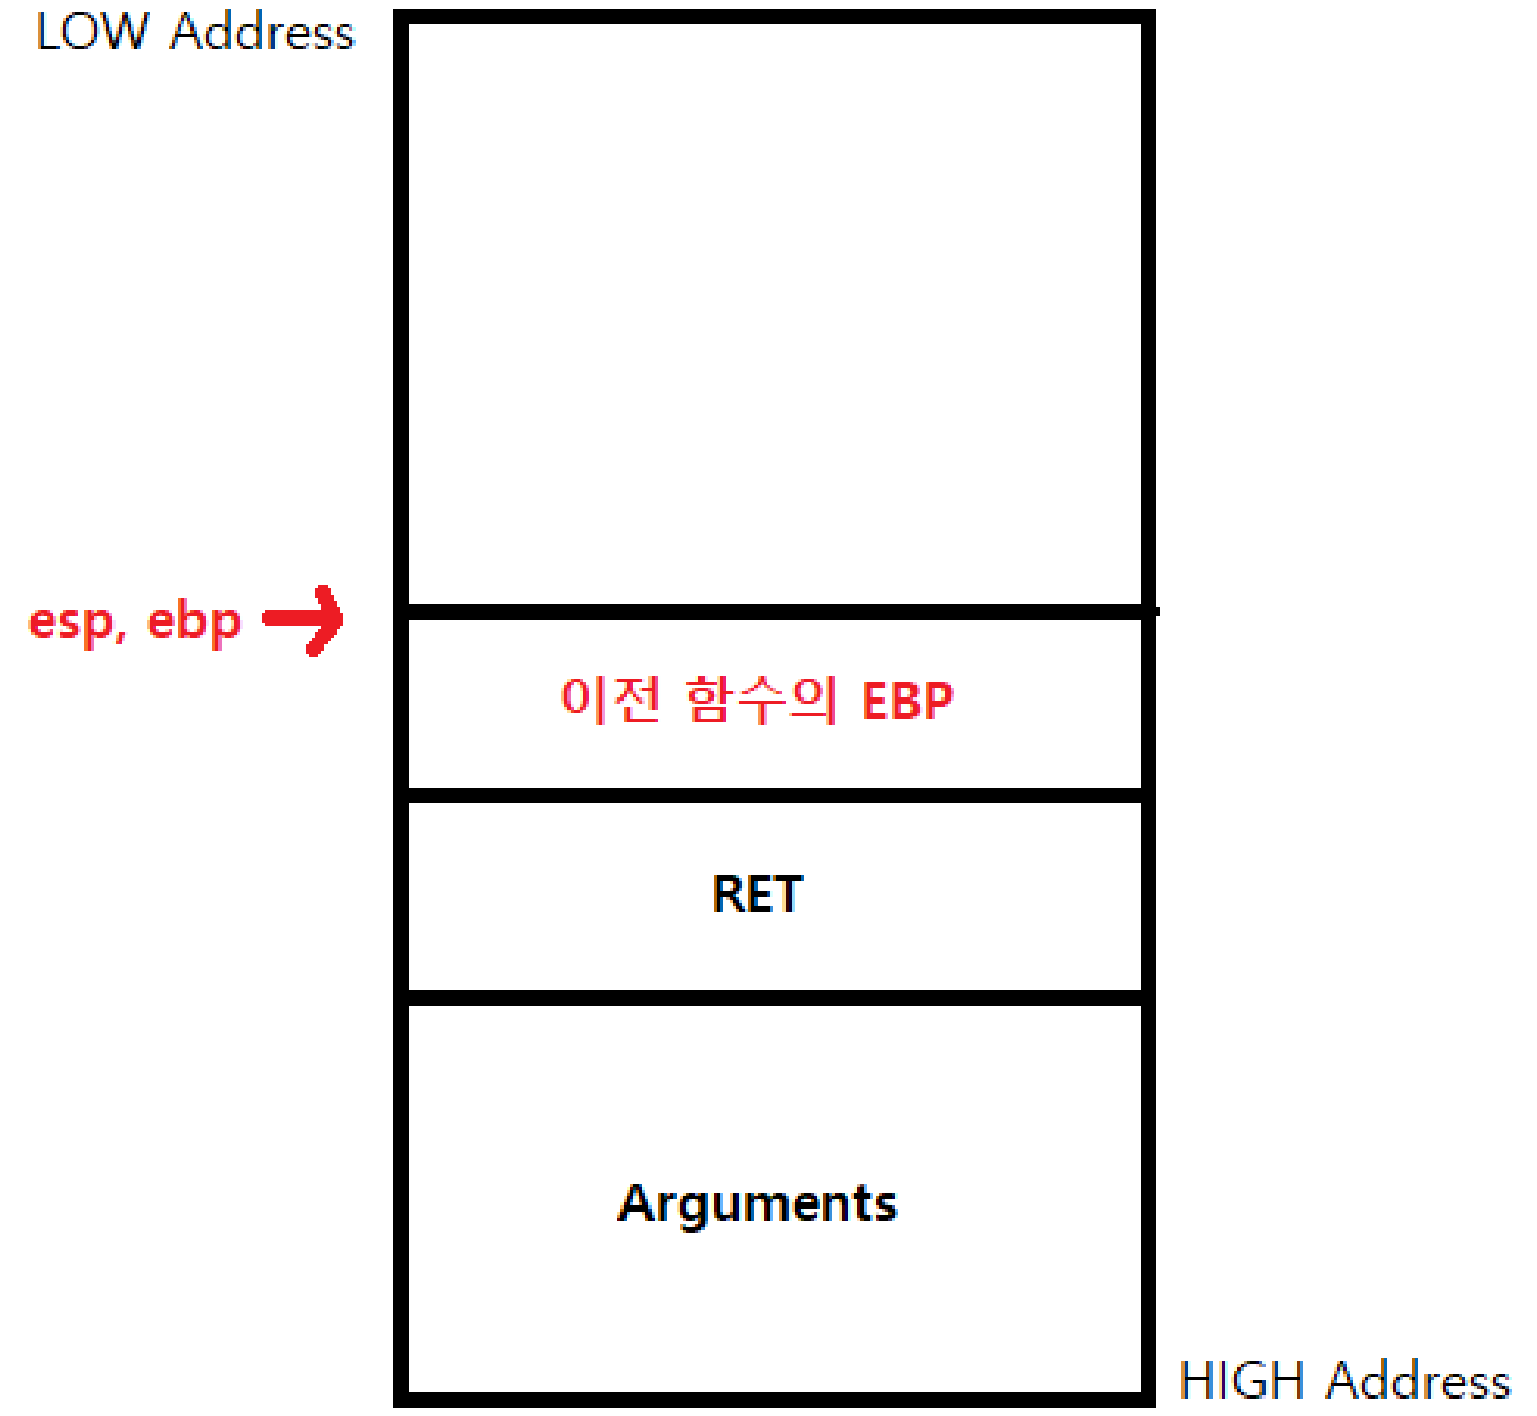 LOW Address
esp, ebp
이전 함수의 EBP
RET
Arguments
HIGH Address